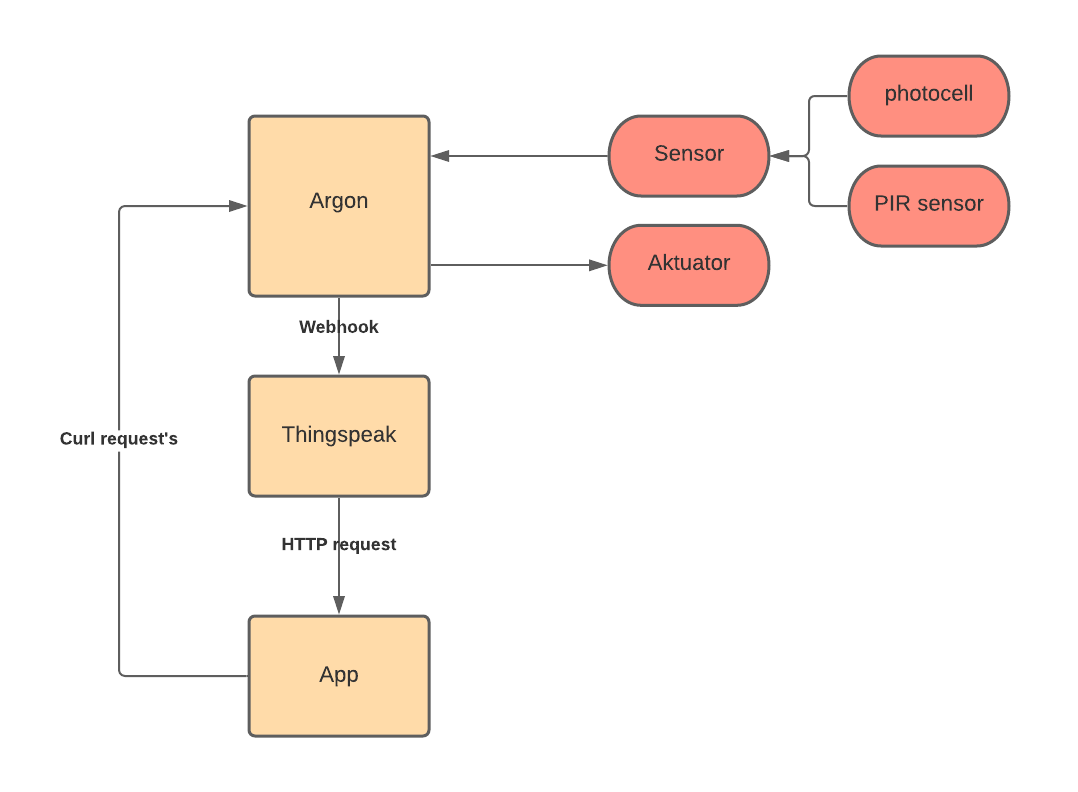 photocell
Argon
Sensor
PIR sensor
Aktuator
Webhook
Thingspeak
Curl request's
HTTP request
App